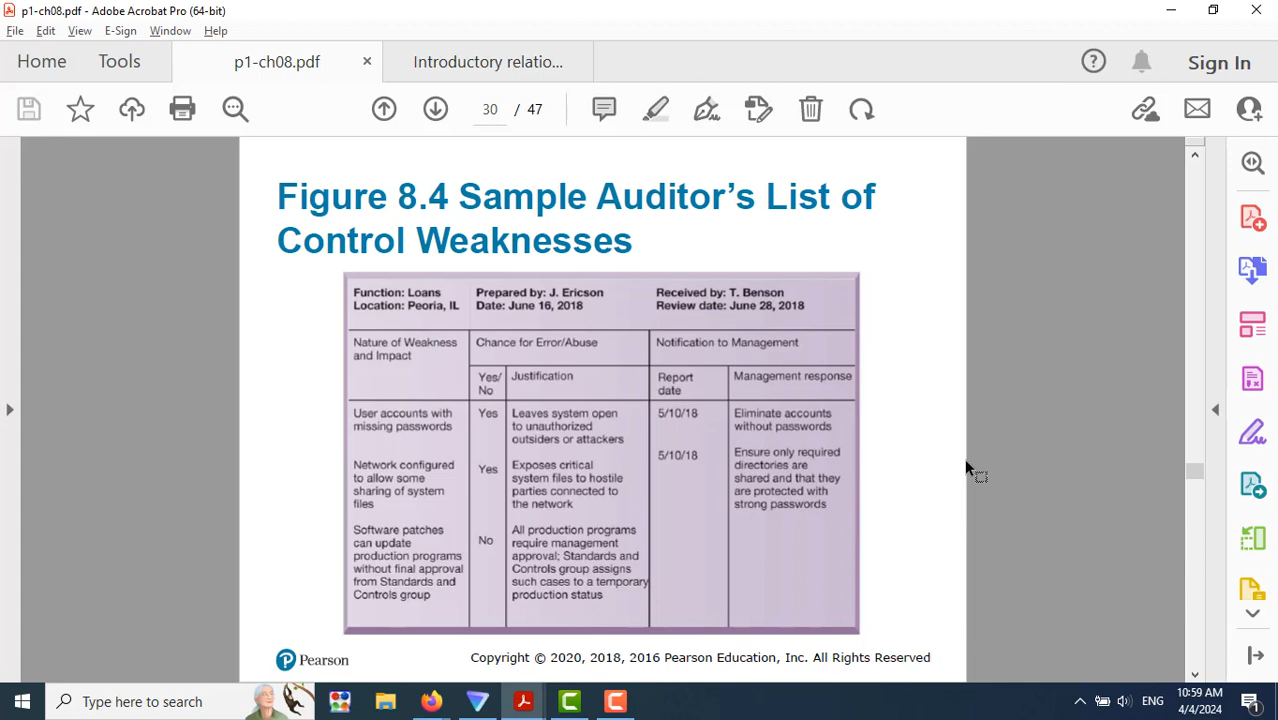 p1-ch08.pdf - Adobe Acrobat Pro (64-bit)
File Edit View E-Sign Window Help
Home Tools p1-ch08.pdf × Introductory relatio... Sign In
30 / 47
Figure 8.4 Sample Auditor's List of
Control Weaknesses
Function: Loans
Location: Peoria, IL
Prepared by: J. Ericson
Date: June 16, 2018
Received by: T. Benson
Review date: June 28, 2018
Nature of Weakness
and Impact
Chance for Error/Abuse
Notification to Management
Yes/
No
Justification
Report
date
Management response
User accounts with
missing passwords
Yes
Leaves system open
to unauthorized
outsiders or attackers
5/10/18
Eliminate accounts
without passwords
Network configured
to allow some
sharing of system
files
Yes
Exposes critical
system files to hostile
parties connected to
the network
5/10/18
Ensure only required
directories are
shared and that they
are protected with
strong passwords
Software patches
can update
production programs
without final approval
from Standards and
Controls group
No
All production programs
require management
approval; Standards and
Controls group assigns
such cases to a temporary
production status
Pearson
Copyright © 2020, 2018, 2016 Pearson Education, Inc. All Rights Reserved
Type here to search
ENG
10:59 AM
4/4/2024
1